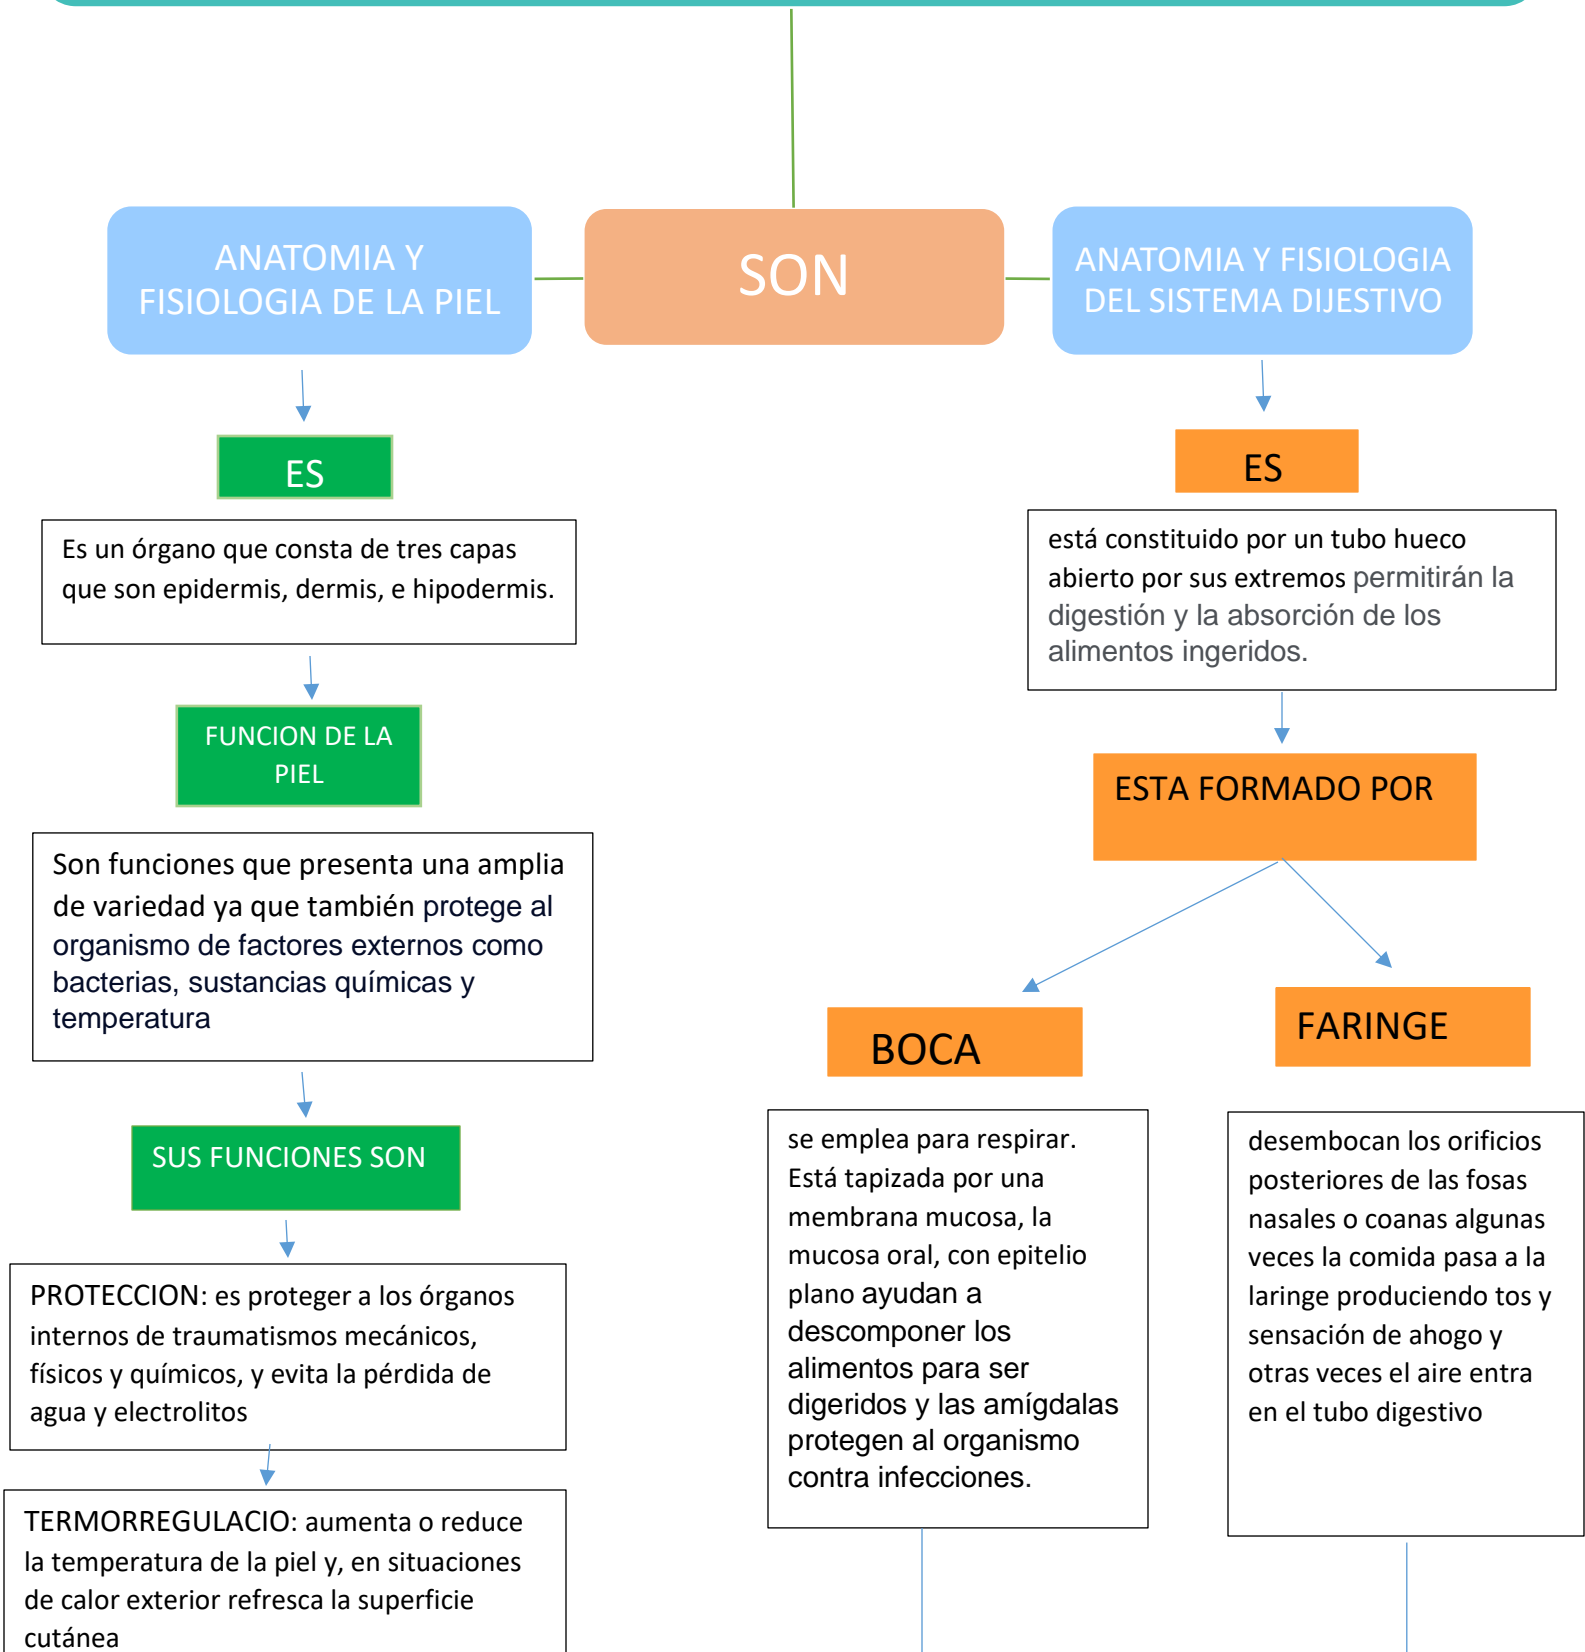 ANATOMIA Y
FISIOLOGIA DE LA PIEL
SON
ANATOMIA Y FISIOLOGIA
DEL SISTEMA DIJESTIVO
ES
Es un órgano que consta de tres capas
que son epidermis, dermis, e hipodermis.
FUNCION DE LA
PIEL
Son funciones que presenta una amplia
de variedad ya que también protege al
organismo de factores externos como
bacterias, sustancias químicas y
temperatura
SUS FUNCIONES SON
PROTECCION: es proteger a los órganos
internos de traumatismos mecánicos,
físicos y químicos, y evita la pérdida de
agua y electrolitos
TERMORREGULACIO: aumenta o reduce
la temperatura de la piel y, en situaciones
de calor exterior refresca la superficie
cutánea
ES
está constituido por un tubo hueco
abierto por sus extremos permitirán la
digestión y la absorción de los
alimentos ingeridos.
ESTA FORMADO POR
BOCA
se emplea para respirar.
Está tapizada por una
membrana mucosa, la
mucosa oral, con epitelio
plano ayudan a
descomponer los
alimentos para ser
digeridos y las amígdalas
protegen al organismo
contra infecciones.
FARINGE
desembocan los orificios
posteriores de las fosas
nasales o coanas algunas
veces la comida pasa a la
laringe produciendo tos y
sensación de ahogo y
otras veces el aire entra
en el tubo digestivo